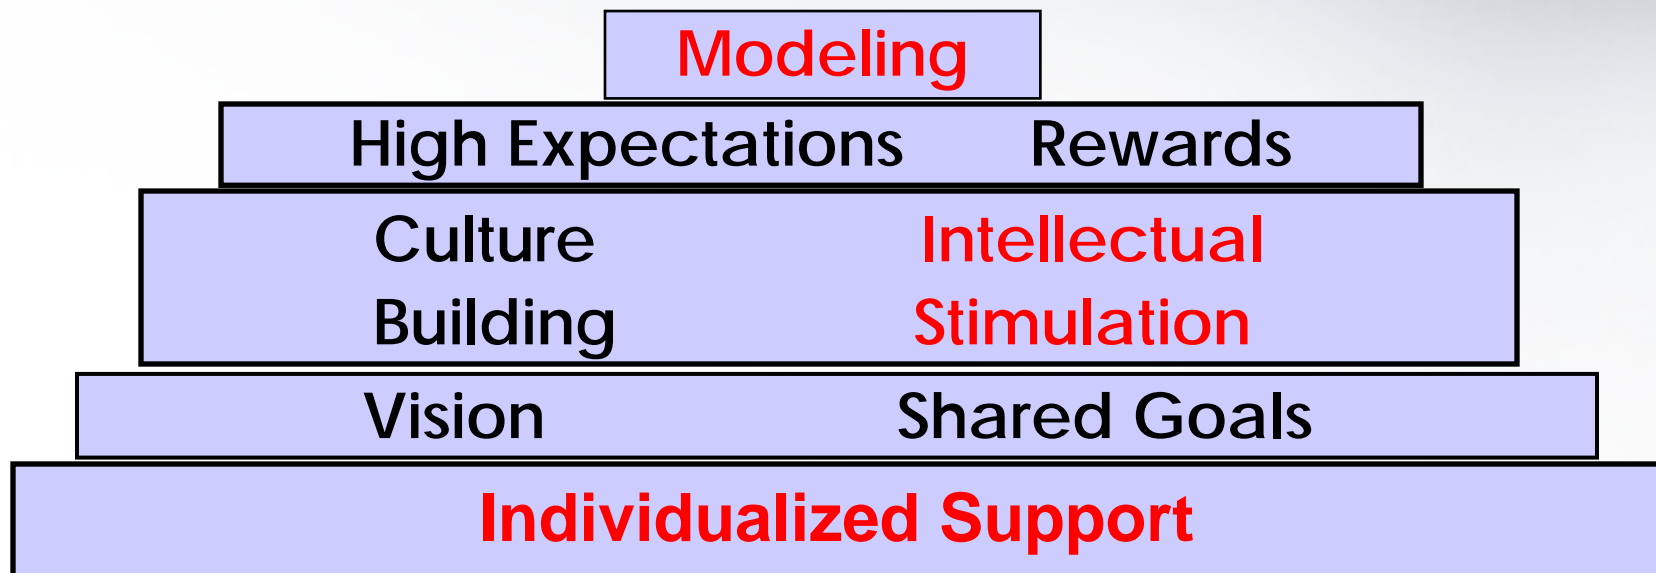 Modeling
High Expectations Rewards
Culture Intellectual
Building Stimulation
Vision Shared Goals
Individualized Support